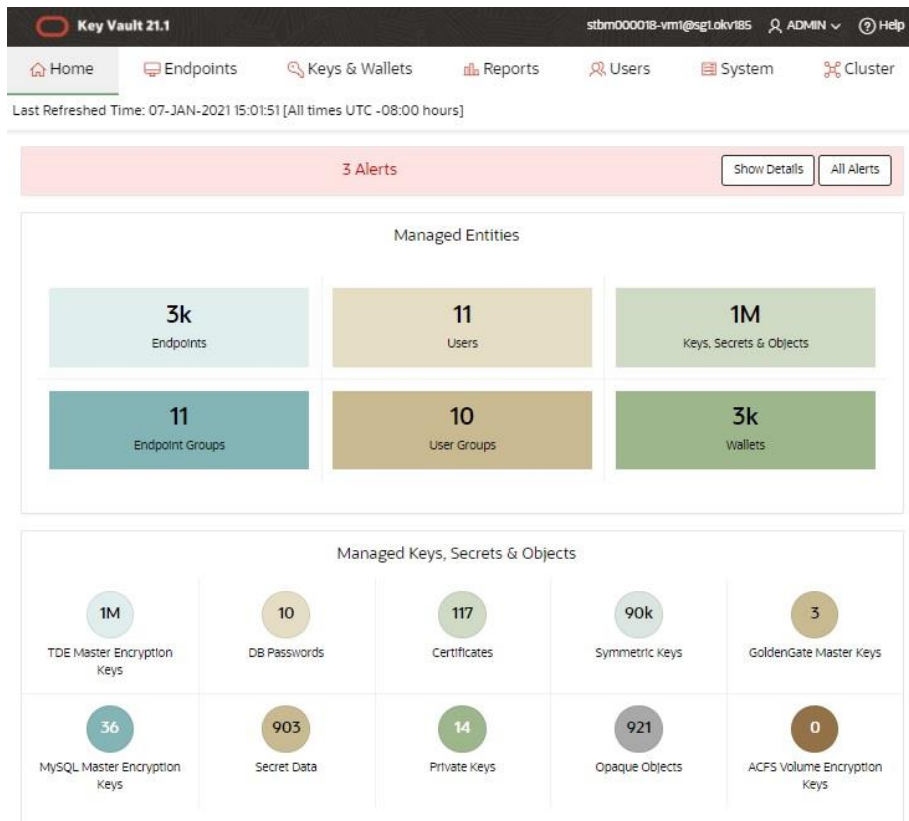 Key Vault 21.1
stbm000018-vm1@sg1.okv185
ADMIN
Help
Home
Endpoints
Keys & Wallets
Reports
Users
System
Cluster
Last Refreshed Time: 07-JAN-2021 15:01:51 [All times UTC -08:00 hours]
3 Alerts
Show Details
All Alerts
Managed Entities
3k
Endpoints
11
Users
1M
Keys, Secrets & Objects
11
Endpoint Groups
10
User Groups
3k
Wallets
Managed Keys, Secrets & Objects
1M
TDE Master Encryption
Keys
10
DB Passwords
117
Certificates
90k
Symmetric Keys
3
GoldenGate Master Keys
36
MySQL Master Encryption
Keys
903
Secret Data
14
Private Keys
921
Opaque Objects
0
ACFS Volume Encryption
Keys